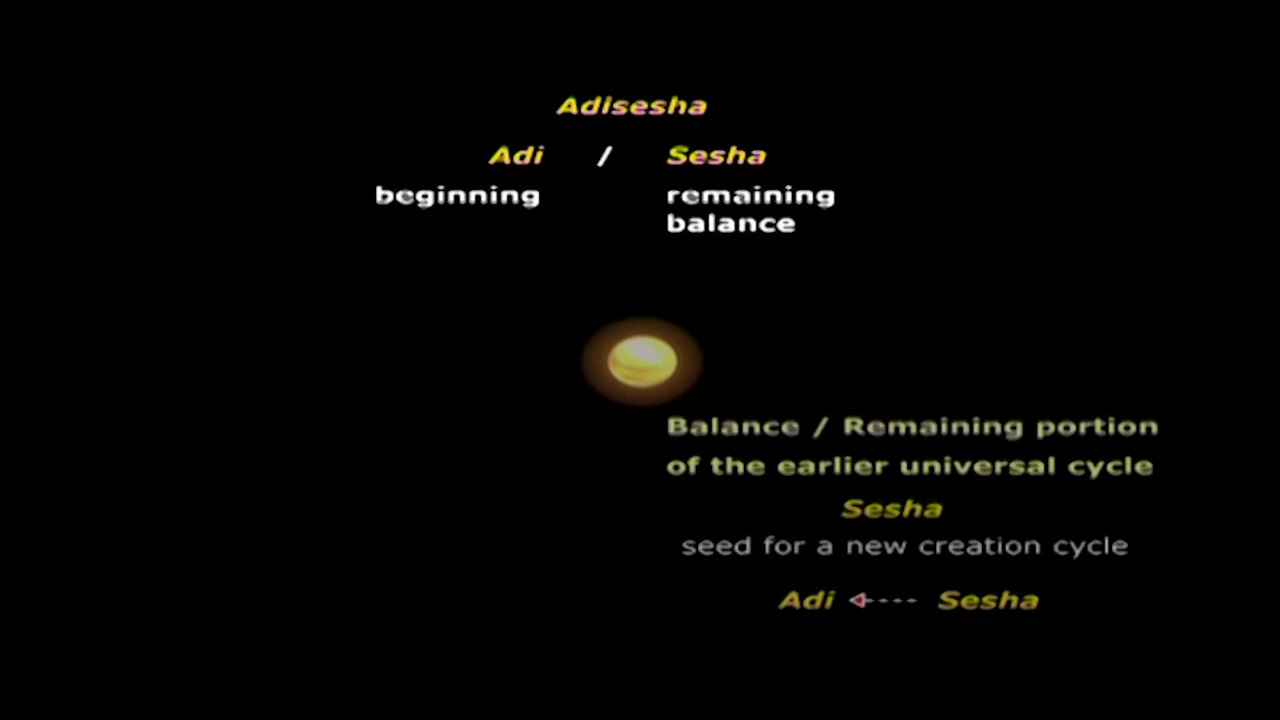 Adisesha
Adi / Sesha
beginning remaining
balance
Balance / Remaining portion
of the earlier universal cycle
Sesha
seed for a new creation cycle
Adi <---- Sesha